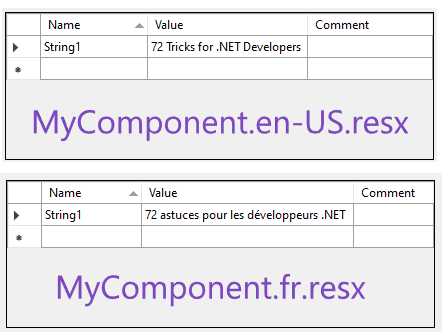 Name Value Comment
String1 72 Tricks for .NET Developers
MyComponent.en-US.resx
Name Value Comment
String1 72 astuces pour les développeurs .NET
MyComponent.fr.resx